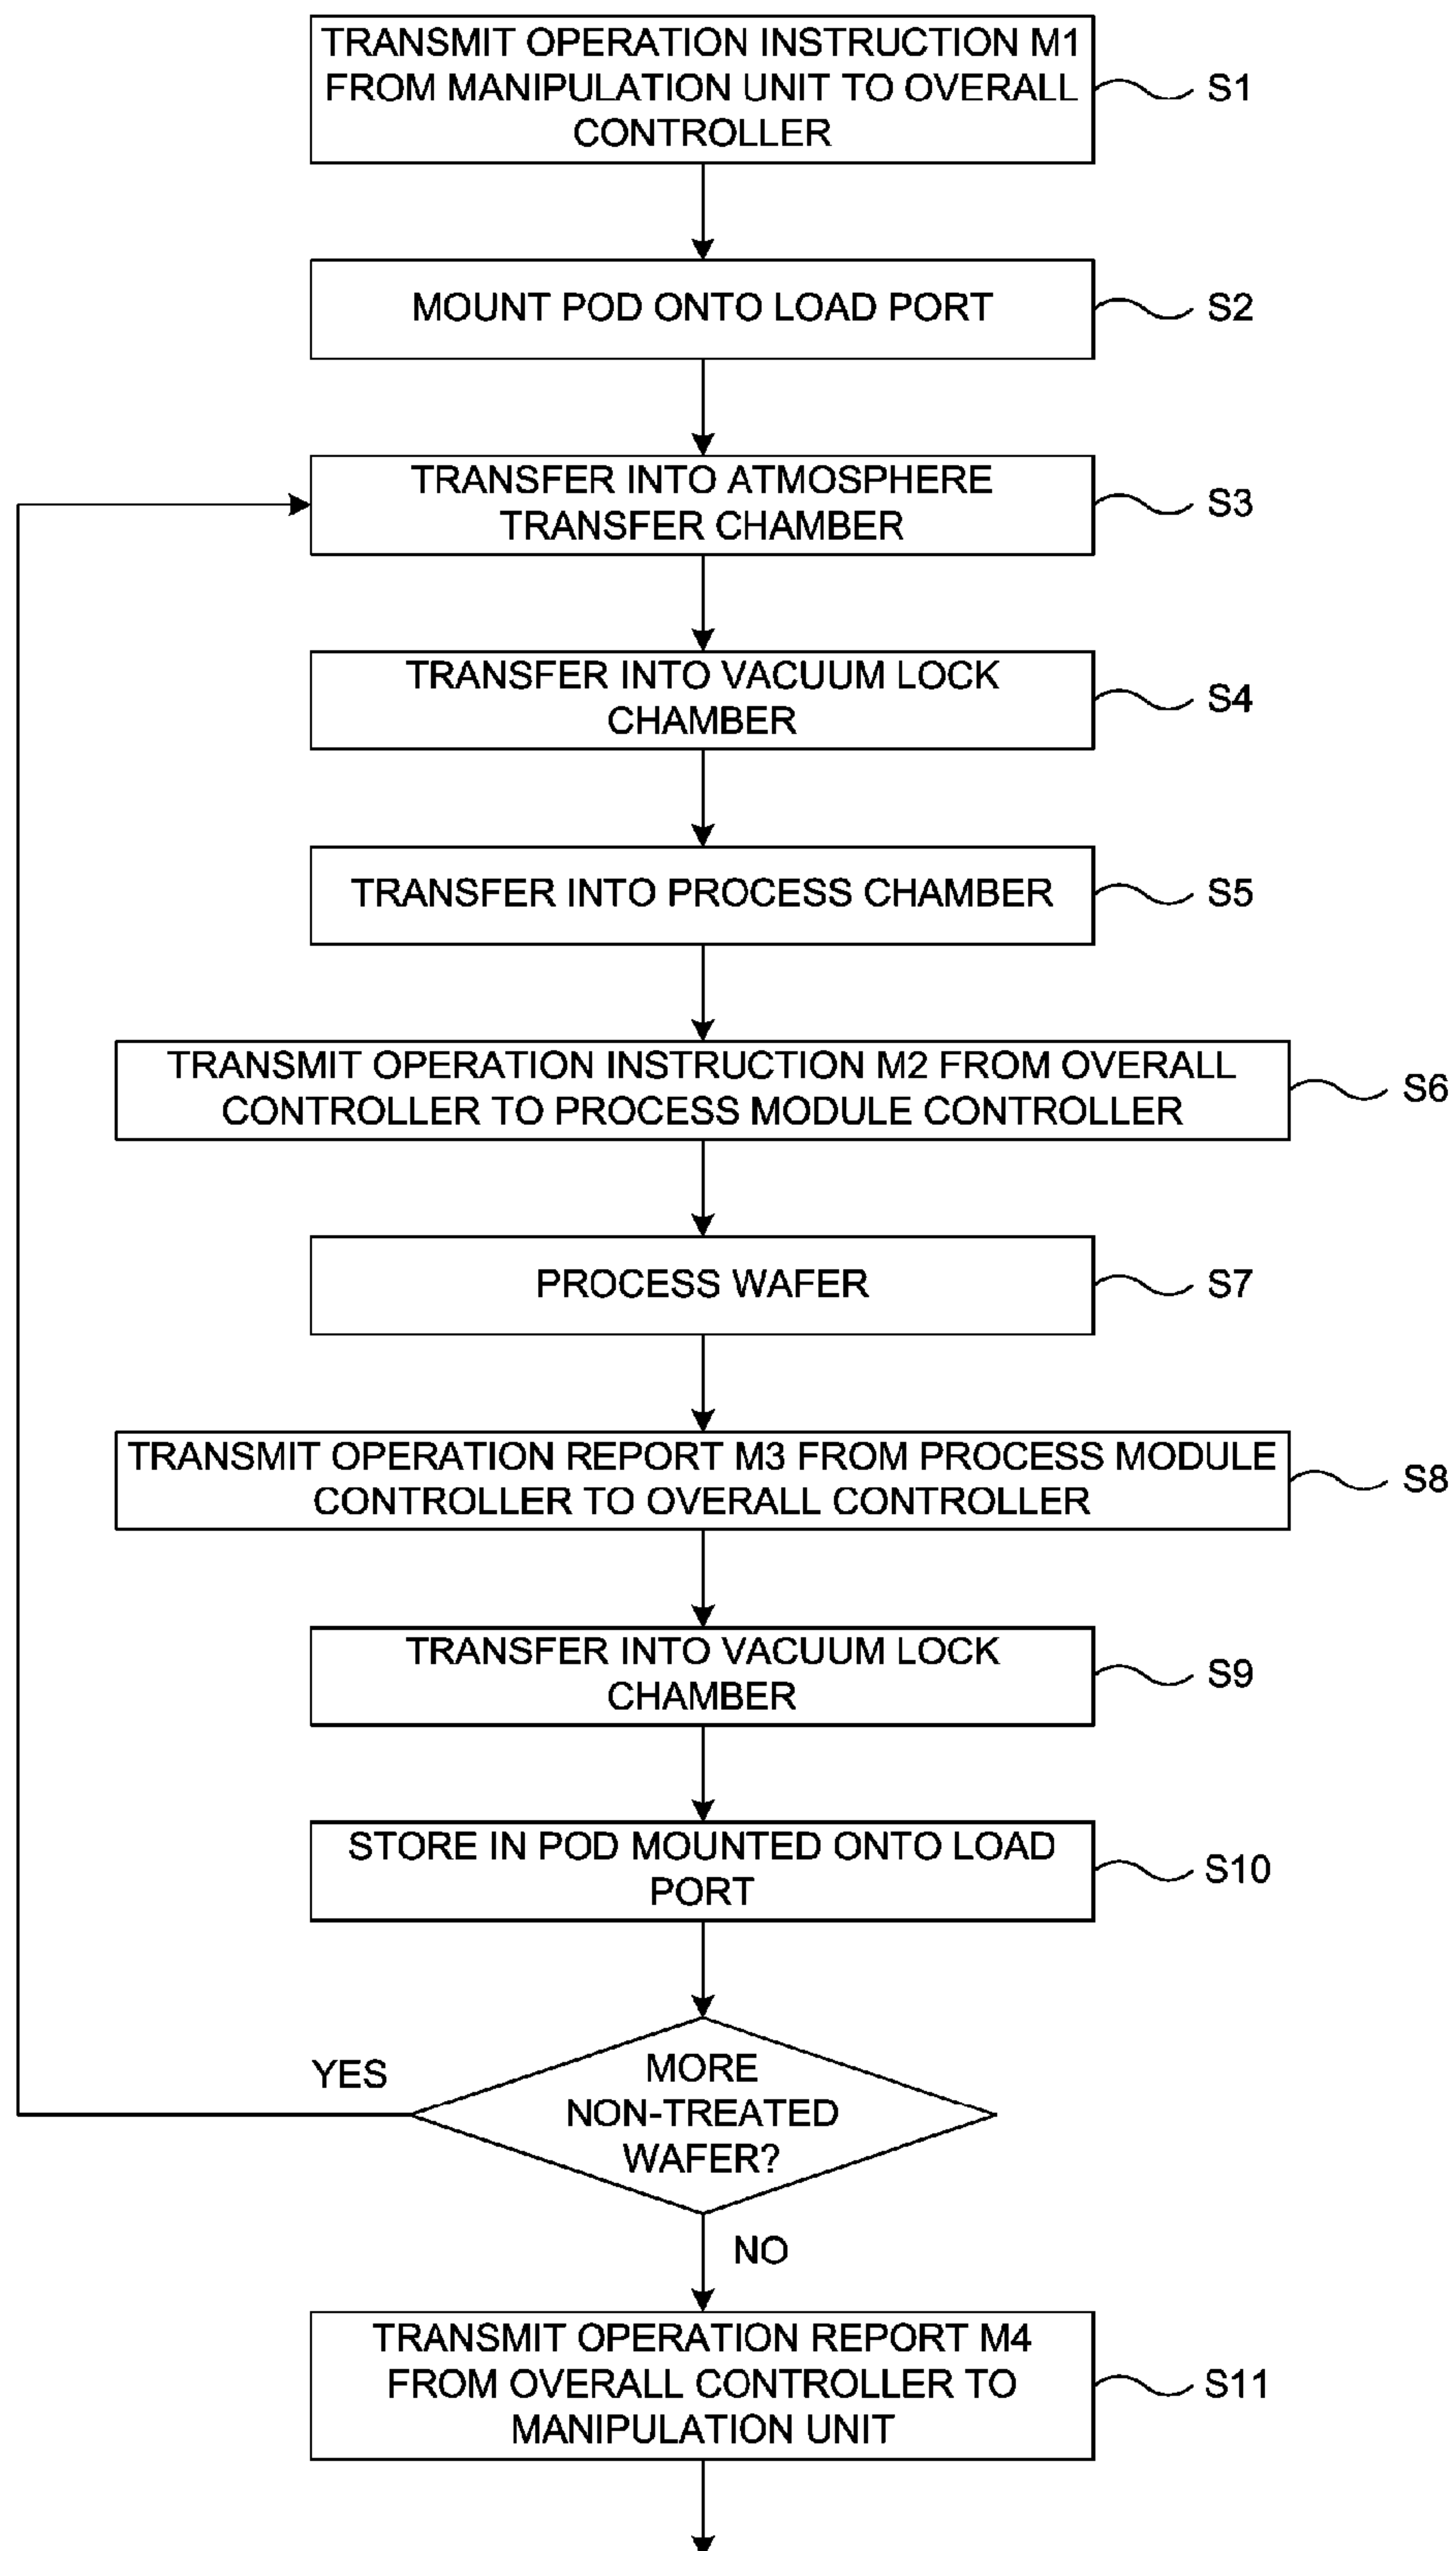 TRANSMIT OPERATION INSTRUCTION M1
FROM MANIPULATION UNIT TO OVERALL
CONTROLLER
S1
MOUNT POD ONTO LOAD PORT
S2
TRANSFER INTO ATMOSPHERE
TRANSFER CHAMBER
S3
TRANSFER INTO VACUUM LOCK
CHAMBER
S4
TRANSFER INTO PROCESS CHAMBER
S5
TRANSMIT OPERATION INSTRUCTION M2 FROM OVERALL
CONTROLLER TO PROCESS MODULE CONTROLLER
S6
PROCESS WAFER
S7
TRANSMIT OPERATION REPORT M3 FROM PROCESS MODULE
CONTROLLER TO OVERALL CONTROLLER
S8
TRANSFER INTO VACUUM LOCK
CHAMBER
S9
STORE IN POD MOUNTED ONTO LOAD
PORT
S10
YES
MORE
NON-TREATED
WAFER?
NO
TRANSMIT OPERATION REPORT M4
FROM OVERALL CONTROLLER TO
MANIPULATION UNIT
S11